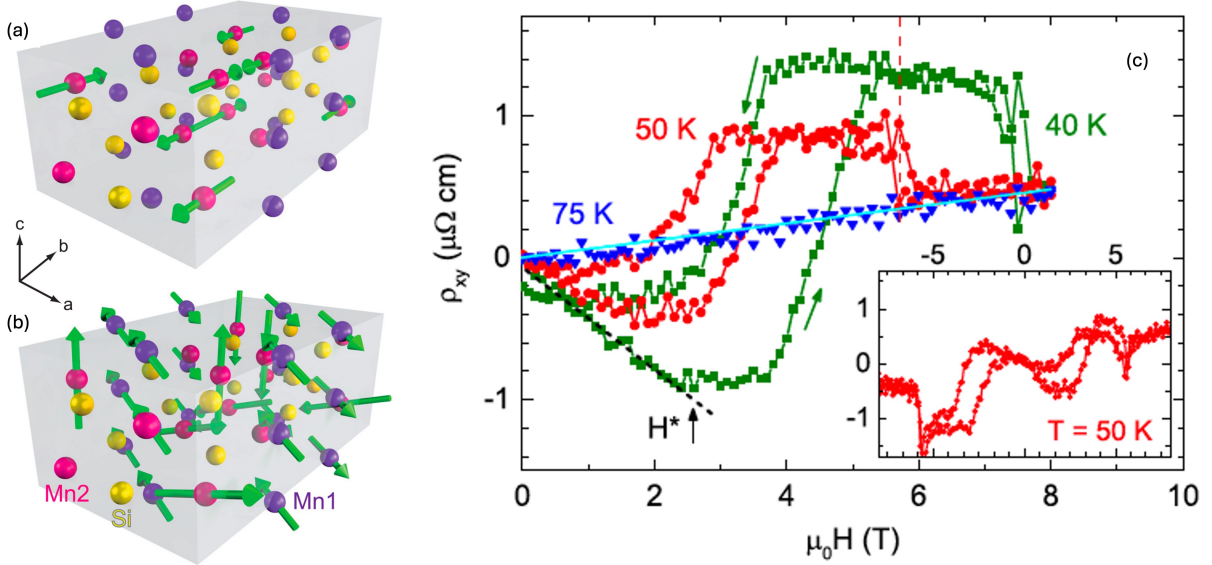 (a)
c
b
a
(b)
Mn2
Si
Mn1
(c)
ρxy (μΩ cm)
1
0
-1
50 K
40 K
75 K
H*
-5 0 5
1
0
-1
T = 50 K
0 2 4 6 8 10
μ₀H (T)